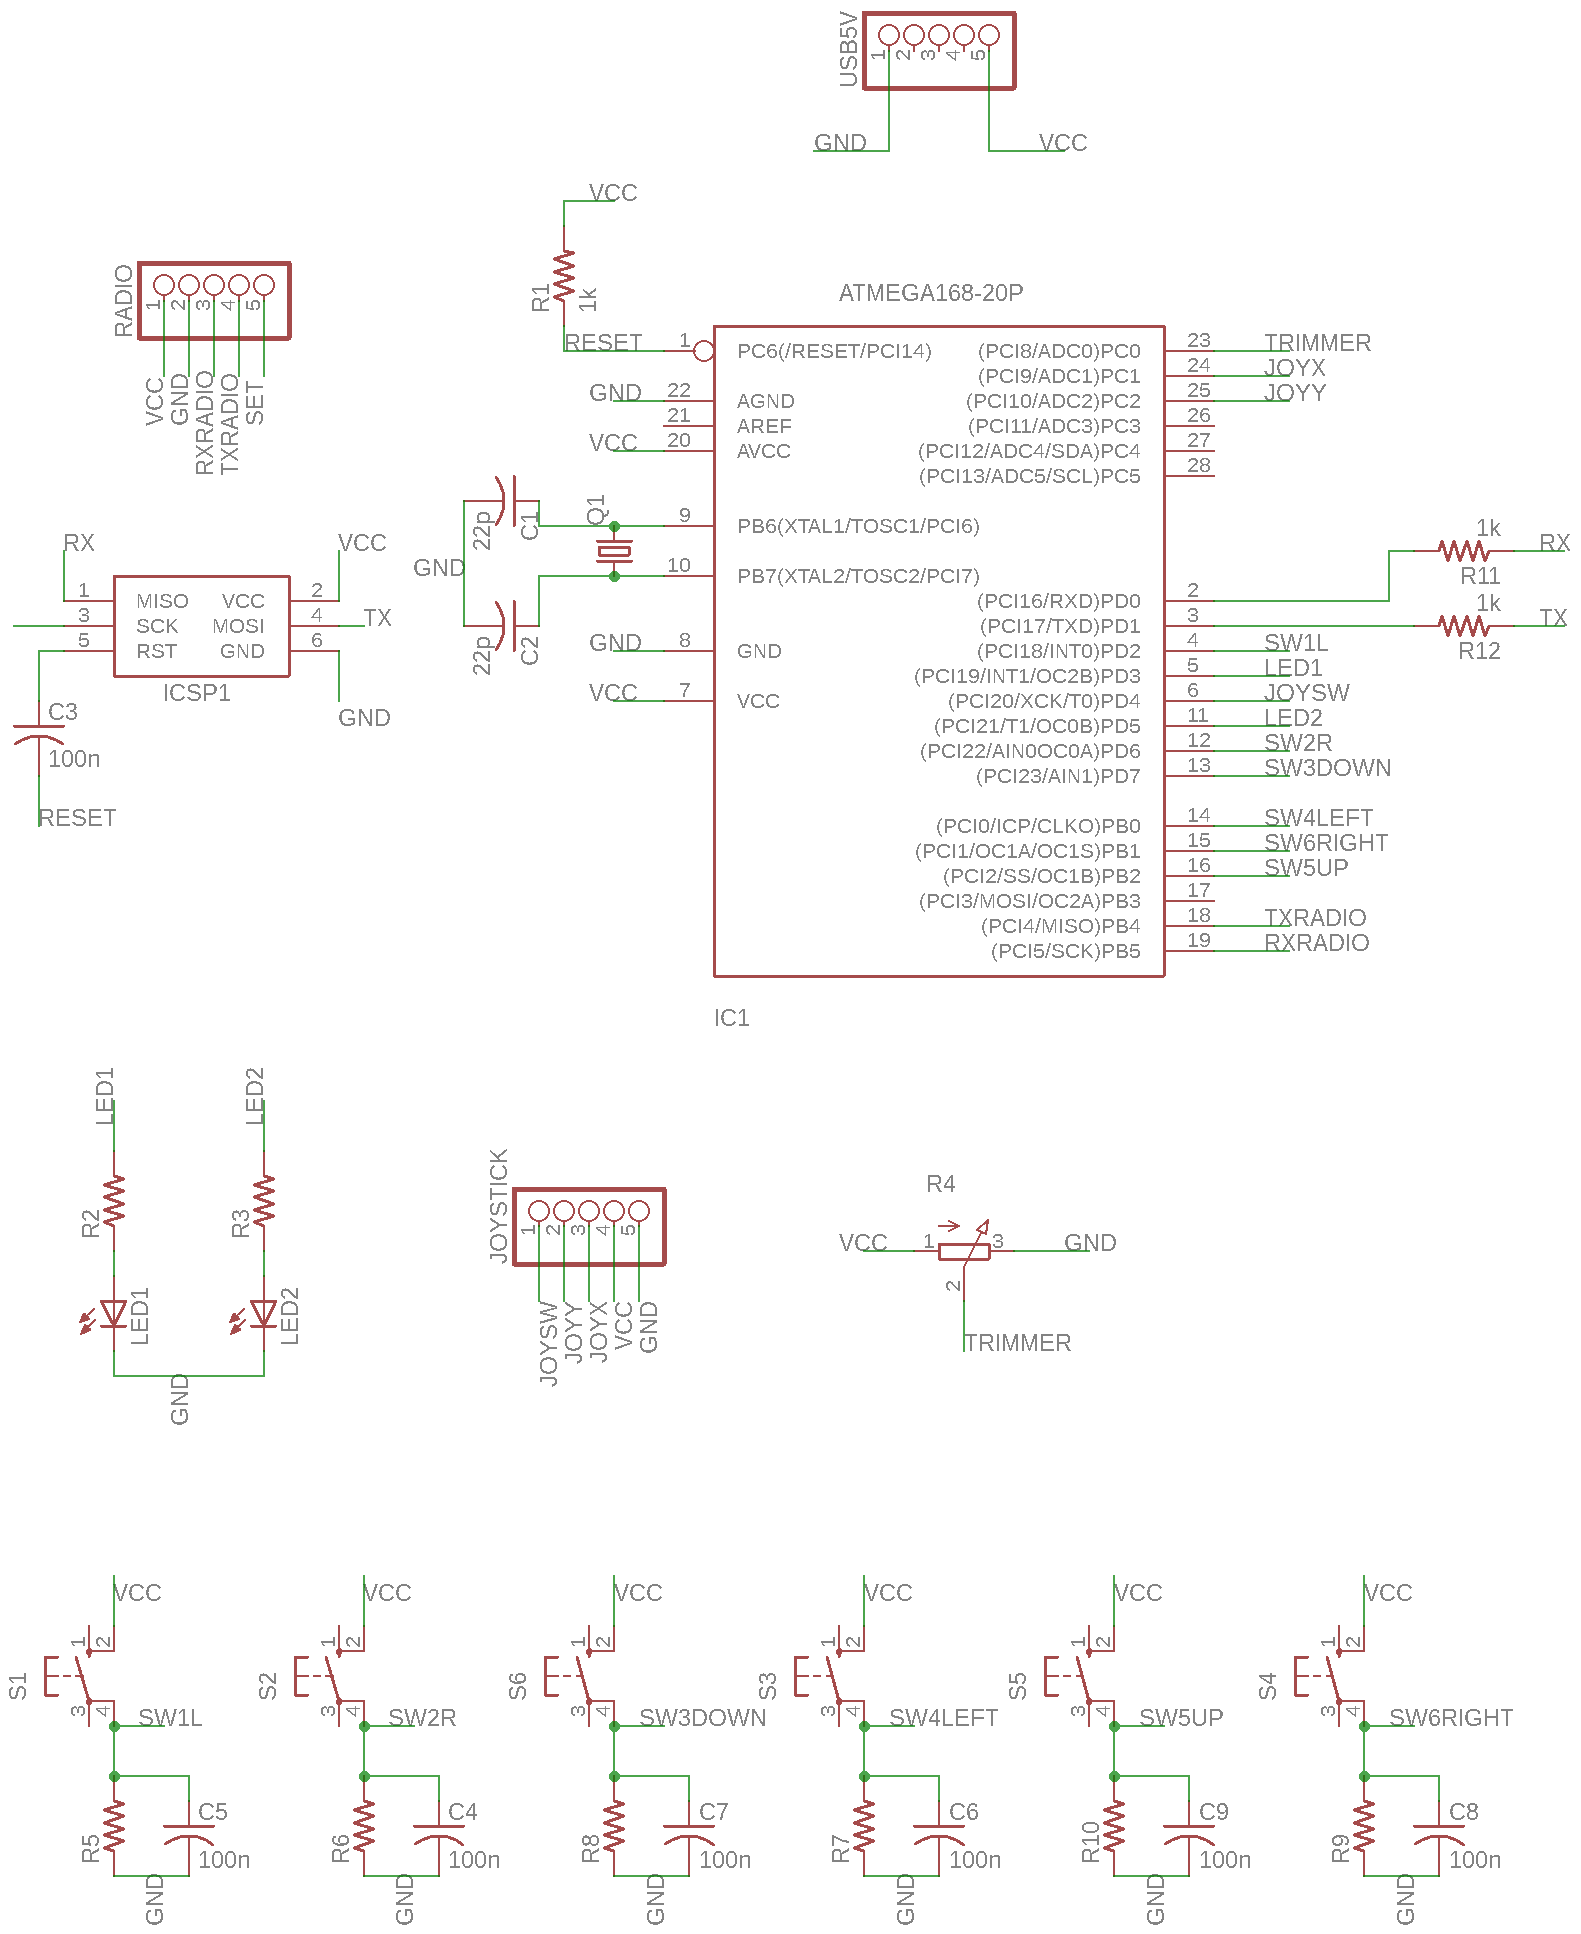 USB5V
1 2 3 4 5
GND VCC
VCC
R1 1k
RESET
RADIO
1 2 3 4 5
VCC GND RXRADIO TXRADIO SET
ATMEGA168-20P
1 PC6(/RESET/PCI14) (PCI8/ADC0)PC0 23 TRIMMER
(PCI9/ADC1)PC1 24 JOYX
GND 22 AGND (PCI10/ADC2)PC2 25 JOYY
21 AREF (PCI11/ADC3)PC3 26
VCC 20 AVCC (PCI12/ADC4/SDA)PC4 27
(PCI13/ADC5/SCL)PC5 28
22p C1 Q1 9 PB6(XTAL1/TOSC1/PCI6)
GND
22p C2 10 PB7(XTAL2/TOSC2/PCI7)
(PCI16/RXD)PD0 2 1k R11 RX
(PCI17/TXD)PD1 3 1k R12 TX
GND 8 GND (PCI18/INT0)PD2 4 SW1L
(PCI19/INT1/OC2B)PD3 5 LED1
VCC 7 VCC (PCI20/XCK/T0)PD4 6 JOYSW
(PCI21/T1/OC0B)PD5 11 LED2
(PCI22/AIN0OC0A)PD6 12 SW2R
(PCI23/AIN1)PD7 13 SW3DOWN
(PCI0/ICP/CLKO)PB0 14 SW4LEFT
(PCI1/OC1A/OC1S)PB1 15 SW6RIGHT
(PCI2/SS/OC1B)PB2 16 SW5UP
(PCI3/MOSI/OC2A)PB3 17
(PCI4/MISO)PB4 18 TXRADIO
(PCI5/SCK)PB5 19 RXRADIO
IC1
RX VCC
1 MISO VCC 2
3 SCK MOSI 4 TX
5 RST GND 6
ICSP1
GND
C3
100n
RESET
LED1 LED2
R2 R3
LED1 LED2
GND
JOYSTICK
1 2 3 4 5
JOYSW JOYY JOYX VCC GND
R4
VCC 1 3 GND
2
TRIMMER
VCC VCC VCC VCC VCC VCC
1 2 1 2 1 2 1 2 1 2 1 2
S1 S2 S6 S3 S5 S4
3 4 3 4 3 4 3 4 3 4 3 4
SW1L SW2R SW3DOWN SW4LEFT SW5UP SW6RIGHT
C5 C4 C7 C6 C9 C8
R5 R6 R8 R7 R10 R9
100n 100n 100n 100n 100n 100n
GND GND GND GND GND GND